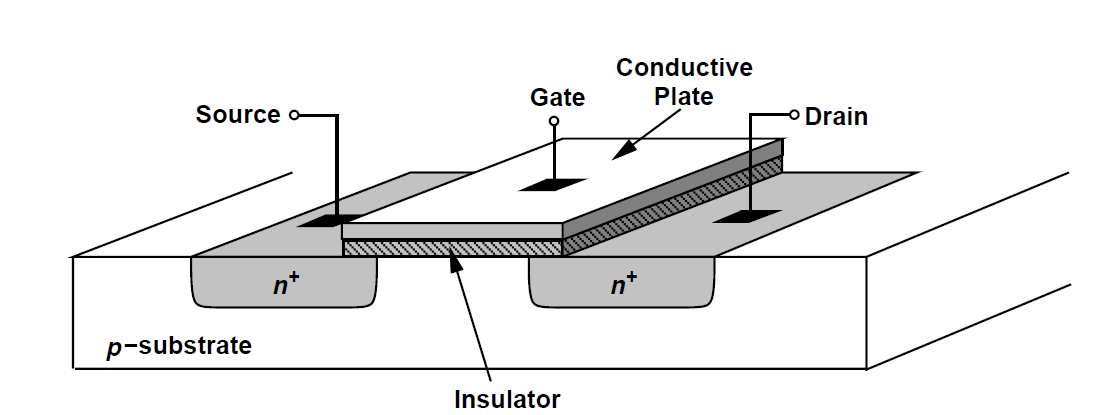 Conductive
Plate
Gate
Source
Drain
n+
n+
p−substrate
Insulator